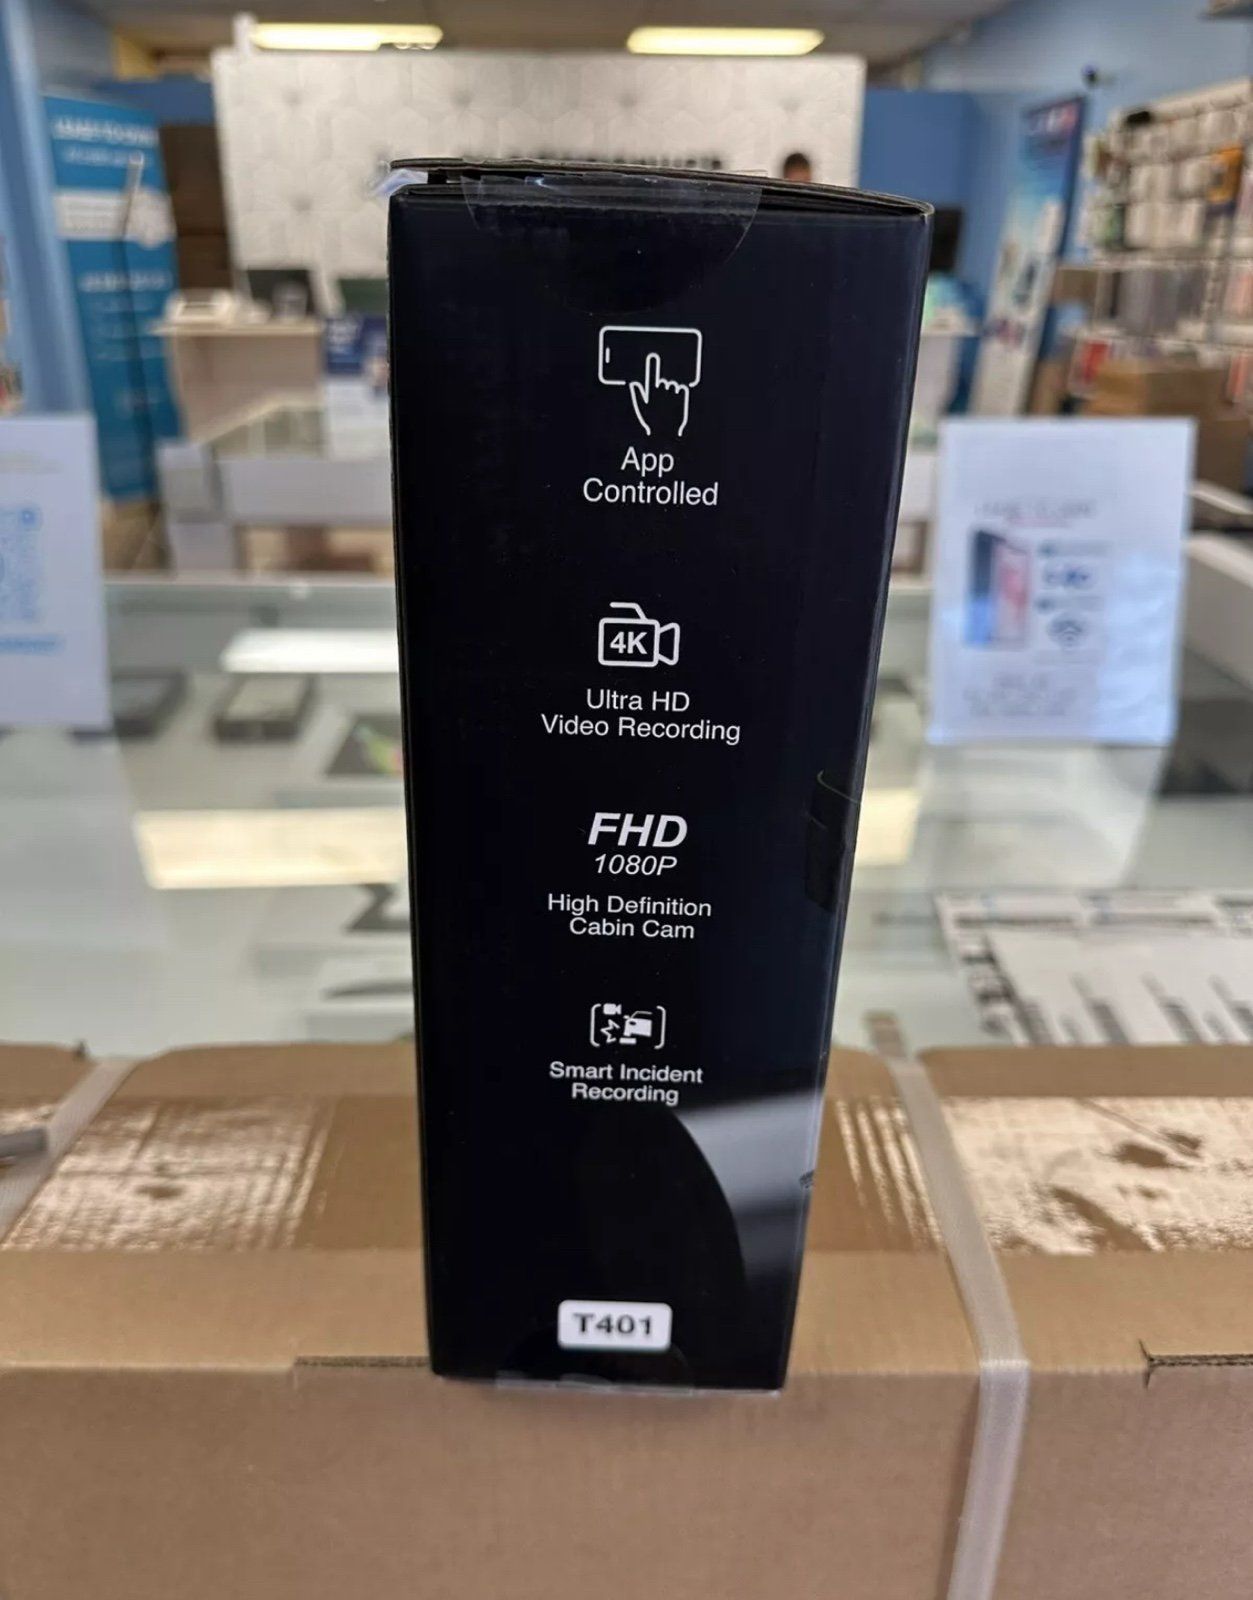 App
Controlled
4K
Ultra HD
Video Recording
FHD
1080P
High Definition
Cabin Cam
Smart Incident
Recording
T401